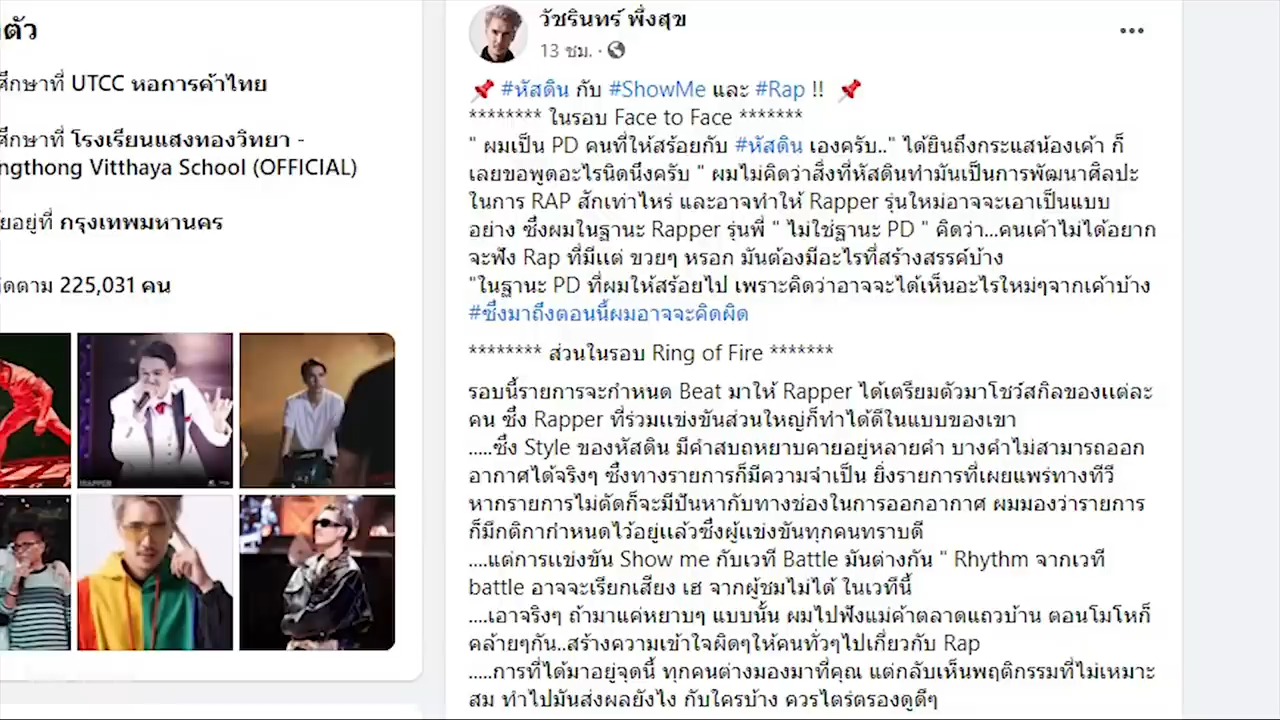 ตัว
ศึกษาที่ UTCC หอการค้าไทย
ศึกษาที่ โรงเรียนแสงทองวิทยา -
ngthong Vitthaya School (OFFICIAL)
ยอยู่ที่ กรุงเทพมหานคร
ติดตาม 225,031 คน
วัชรินทร์ พึ่งสุข
13 ชม. ·
#หัสดิน กับ #ShowMe และ #Rap !!
******** ในรอบ Face to Face *******
" ผมเป็น PD คนที่ให้สร้อยกับ #หัสดิน เองครับ.." ได้ยินถึงกระแสน้องเค้า ก็
เลยขอพูดอะไรนิดนึงครับ " ผมไม่คิดว่าสิ่งที่หัสดินทำมันเป็นการพัฒนาศิลปะ
ในการ RAP สักเท่าไหร่ และอาจทำให้ Rapper รุ่นใหม่อาจจะเอาเป็นแบบ
อย่าง ซึ่งผมในฐานะ Rapper รุ่นพี่ " ไม่ใช่ฐานะ PD " คิดว่า...คนเค้าไม่ได้อยาก
จะฟัง Rap ที่มีแต่ ขวยๆ หรอก มันต้องมีอะไรที่สร้างสรรค์บ้าง
"ในฐานะ PD ที่ผมให้สร้อยไป เพราะคิดว่าอาจจะได้เห็นอะไรใหม่ๆจากเค้าบ้าง
#ซึ่งมาถึงตอนนี้ผมอาจจะคิดผิด
******** ส่วนในรอบ Ring of Fire *******
รอบนี้รายการจะกำหนด Beat มาให้ Rapper ได้เตรียมตัวมาโชว์สกิลของแต่ละ
คน ซึ่ง Rapper ที่ร่วมแข่งขันส่วนใหญ่ก็ทำได้ดีในแบบของเขา
.....ซึ่ง Style ของหัสดิน มีคำสบถหยาบคายอยู่หลายคำ บางคำไม่สามารถออก
อากาศได้จริงๆ ซึ่งทางรายการก็มีความจำเป็น ยิ่งรายการที่เผยแพร่ทางทีวี
หากรายการไม่ตัดก็จะมีปัญหากับทางช่องในการออกอากาศ ผมมองว่ารายการ
ก็มีกติกากำหนดไว้อยู่แล้วซึ่งผู้แข่งขันทุกคนทราบดี
....แต่การแข่งขัน Show me กับเวที Battle มันต่างกัน " Rhythm จากเวที
battle อาจจะเรียกเสียง เฮ จากผู้ชมไม่ได้ ในเวทีนี้
....เอาจริงๆ ถ้ามาแค่หยาบๆ แบบนั้น ผมไปฟังแม่ค้าตลาดแถวบ้าน ตอนโมโหก็
คล้ายๆกัน..สร้างความเข้าใจผิดๆให้คนทั่วๆไปเกี่ยวกับ Rap
.....การที่ได้มาอยู่จุดนี้ ทุกคนต่างมองมาที่คุณ แต่กลับเห็นพฤติกรรมที่ไม่เหมาะ
สม ทำไปมันส่งผลยังไง กับใครบ้าง ควรไตร่ตรองดูดีๆ